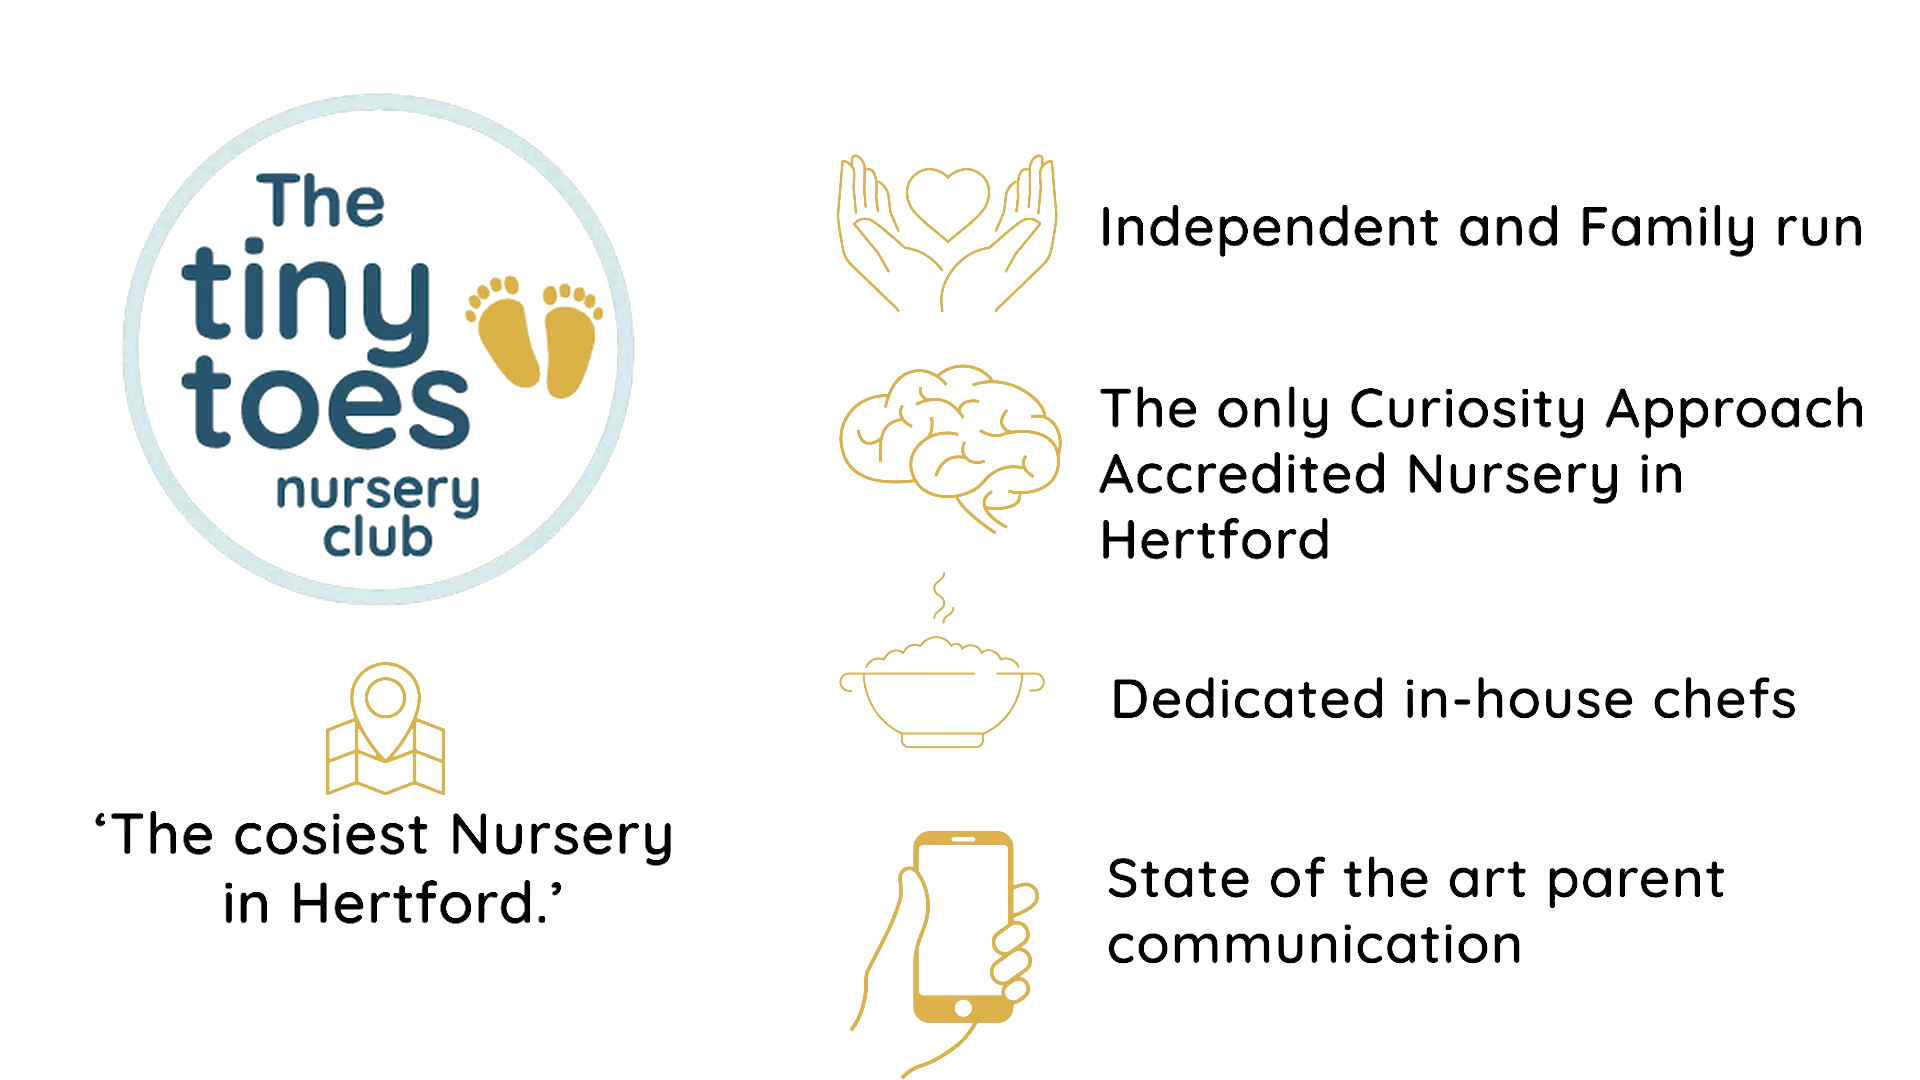 The
tiny
toes
nursery
club
‘The cosiest Nursery
in Hertford.’
Independent and Family run
The only Curiosity Approach
Accredited Nursery in
Hertford
Dedicated in-house chefs
State of the art parent
communication